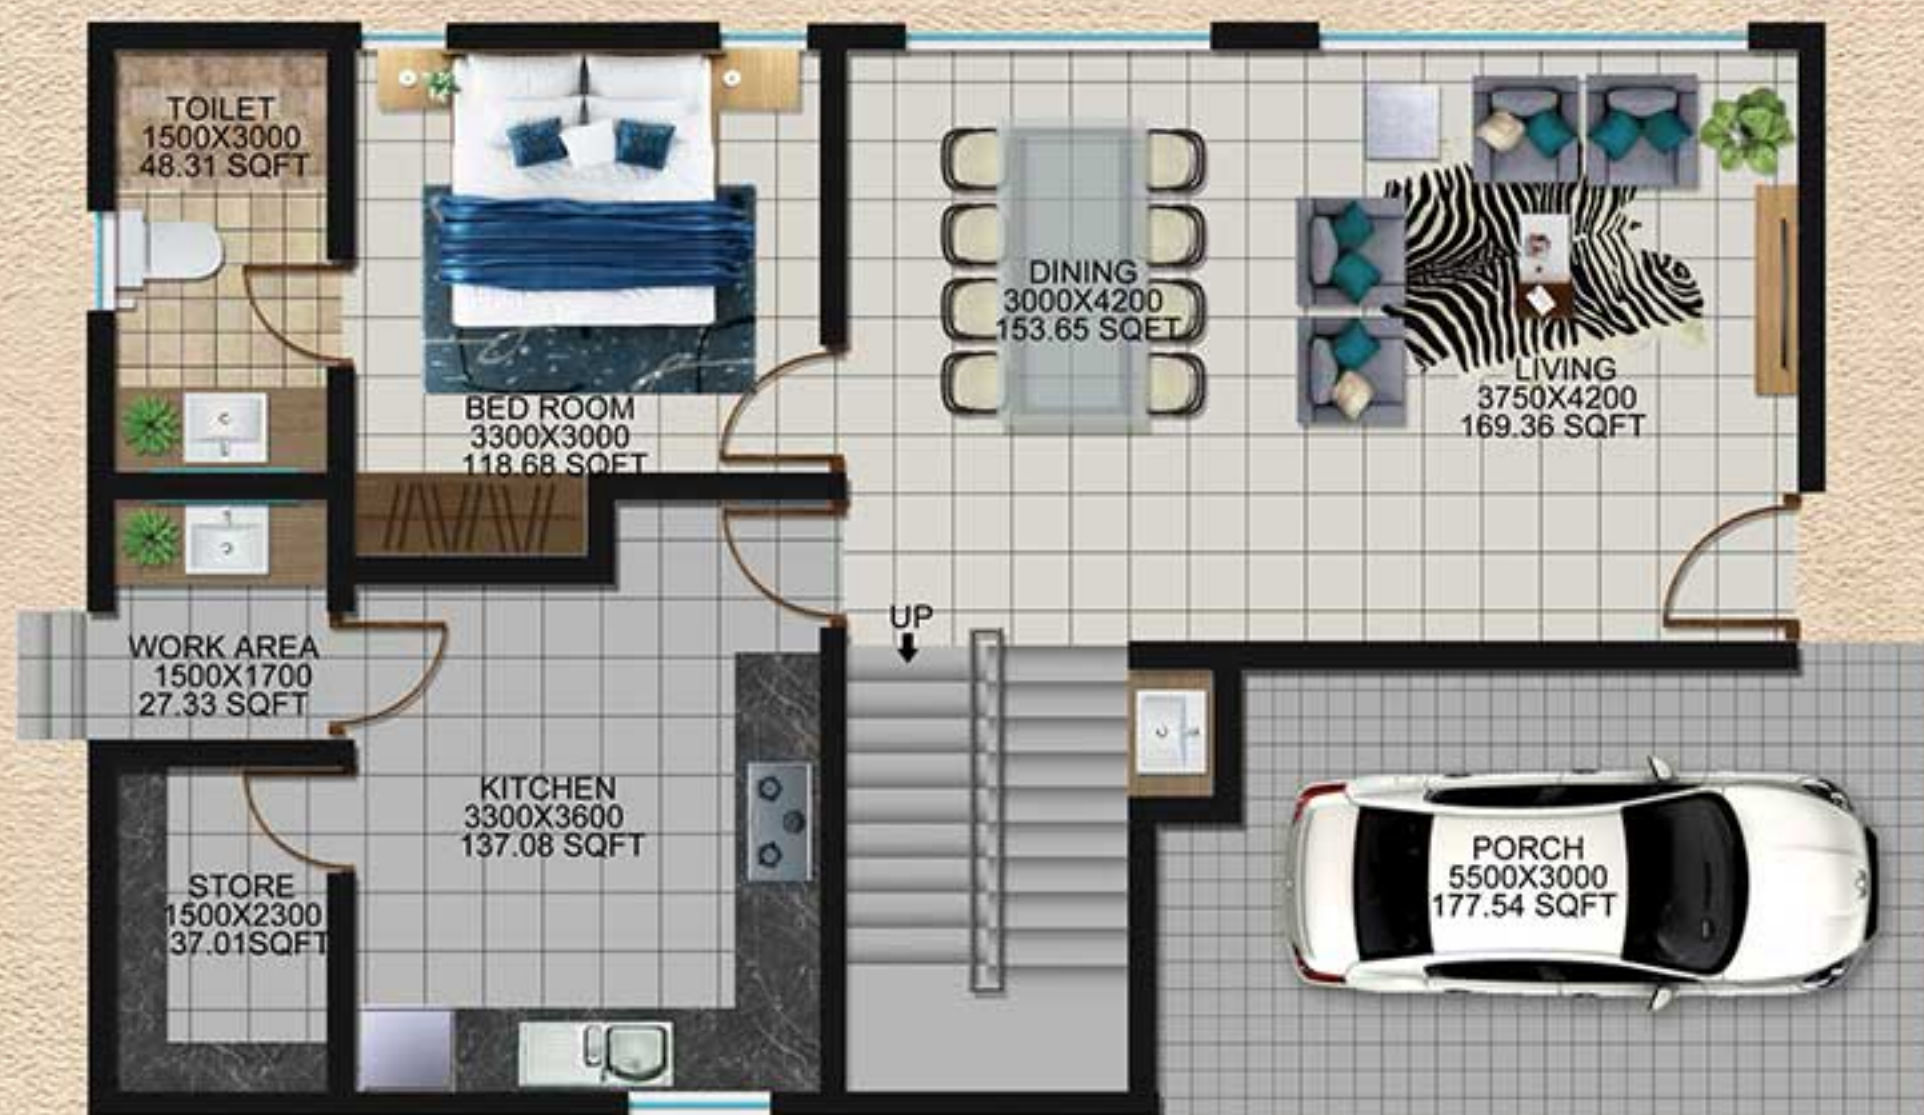 TOILET
1500X3000
48.31 SQFT
BED ROOM
3300X3000
118.68 SQFT
DINING
3000X4200
153.65 SQFT
LIVING
3750X4200
169.36 SQFT
UP
WORK AREA
1500X1700
27.33 SQFT
KITCHEN
3300X3600
137.08 SQFT
STORE
1500X2300
37.01SQFT
PORCH
5500X3000
177.54 SQFT